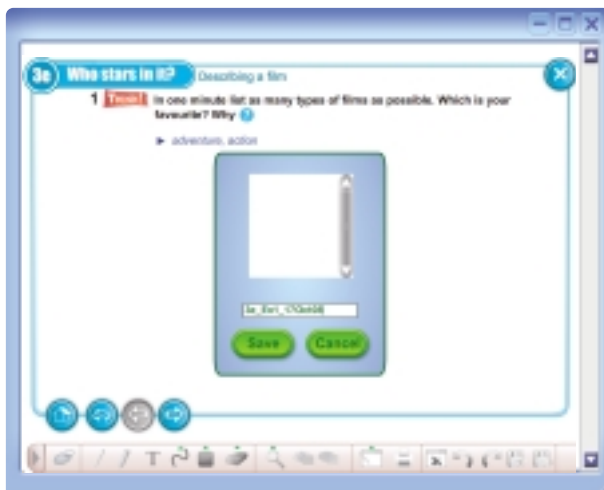 3e Who stars in it? Describing a film
1 Think! In one minute list as many types of films as possible. Which is your
favourite? Why ?
► adventure, action
Save Cancel